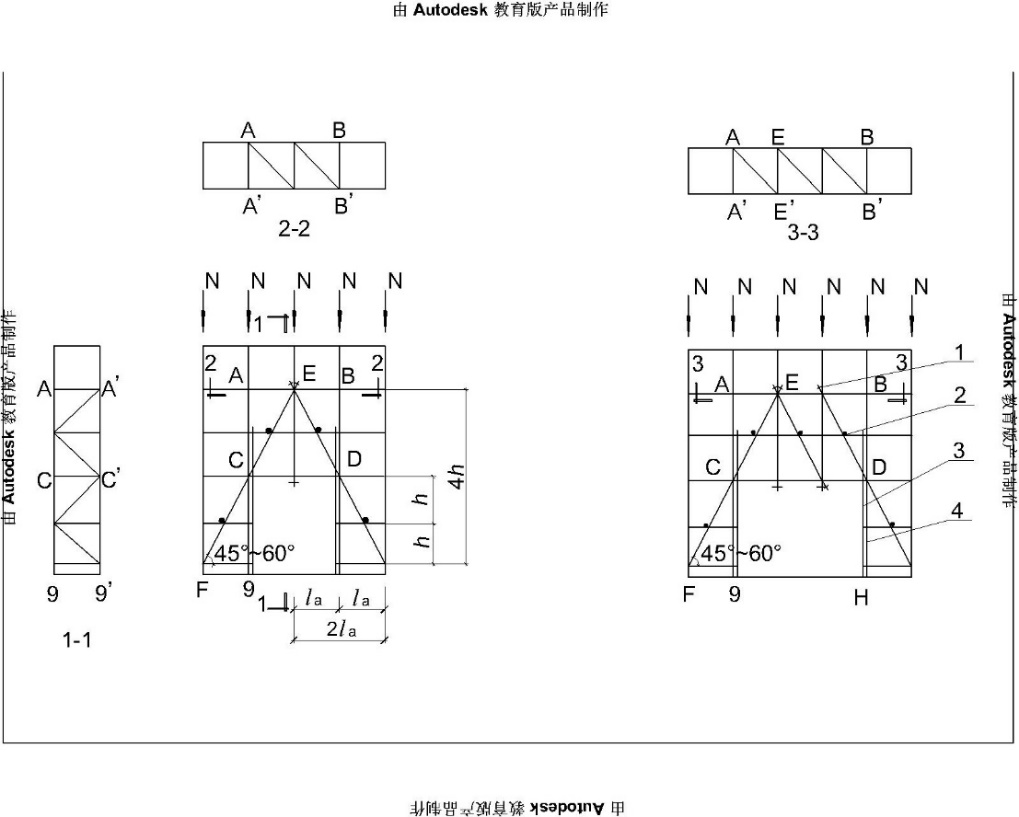 由 Autodesk 教育版产品制作
A B
A' B'
2-2
A E B
A' E' B'
3-3
N N N N N
N N N N N N
1
2 A E B 2
3 A E B 3
1
2
3
4
A A'
C C'
9 9'
1-1
C D
h
h
4h
45°~60°
F 9
1
la la
2la
C D
45°~60°
F 9 H
由 Autodesk 教育版产品制作
由 Autodesk 教育版产品制作
由 Autodesk 教育版产品制作